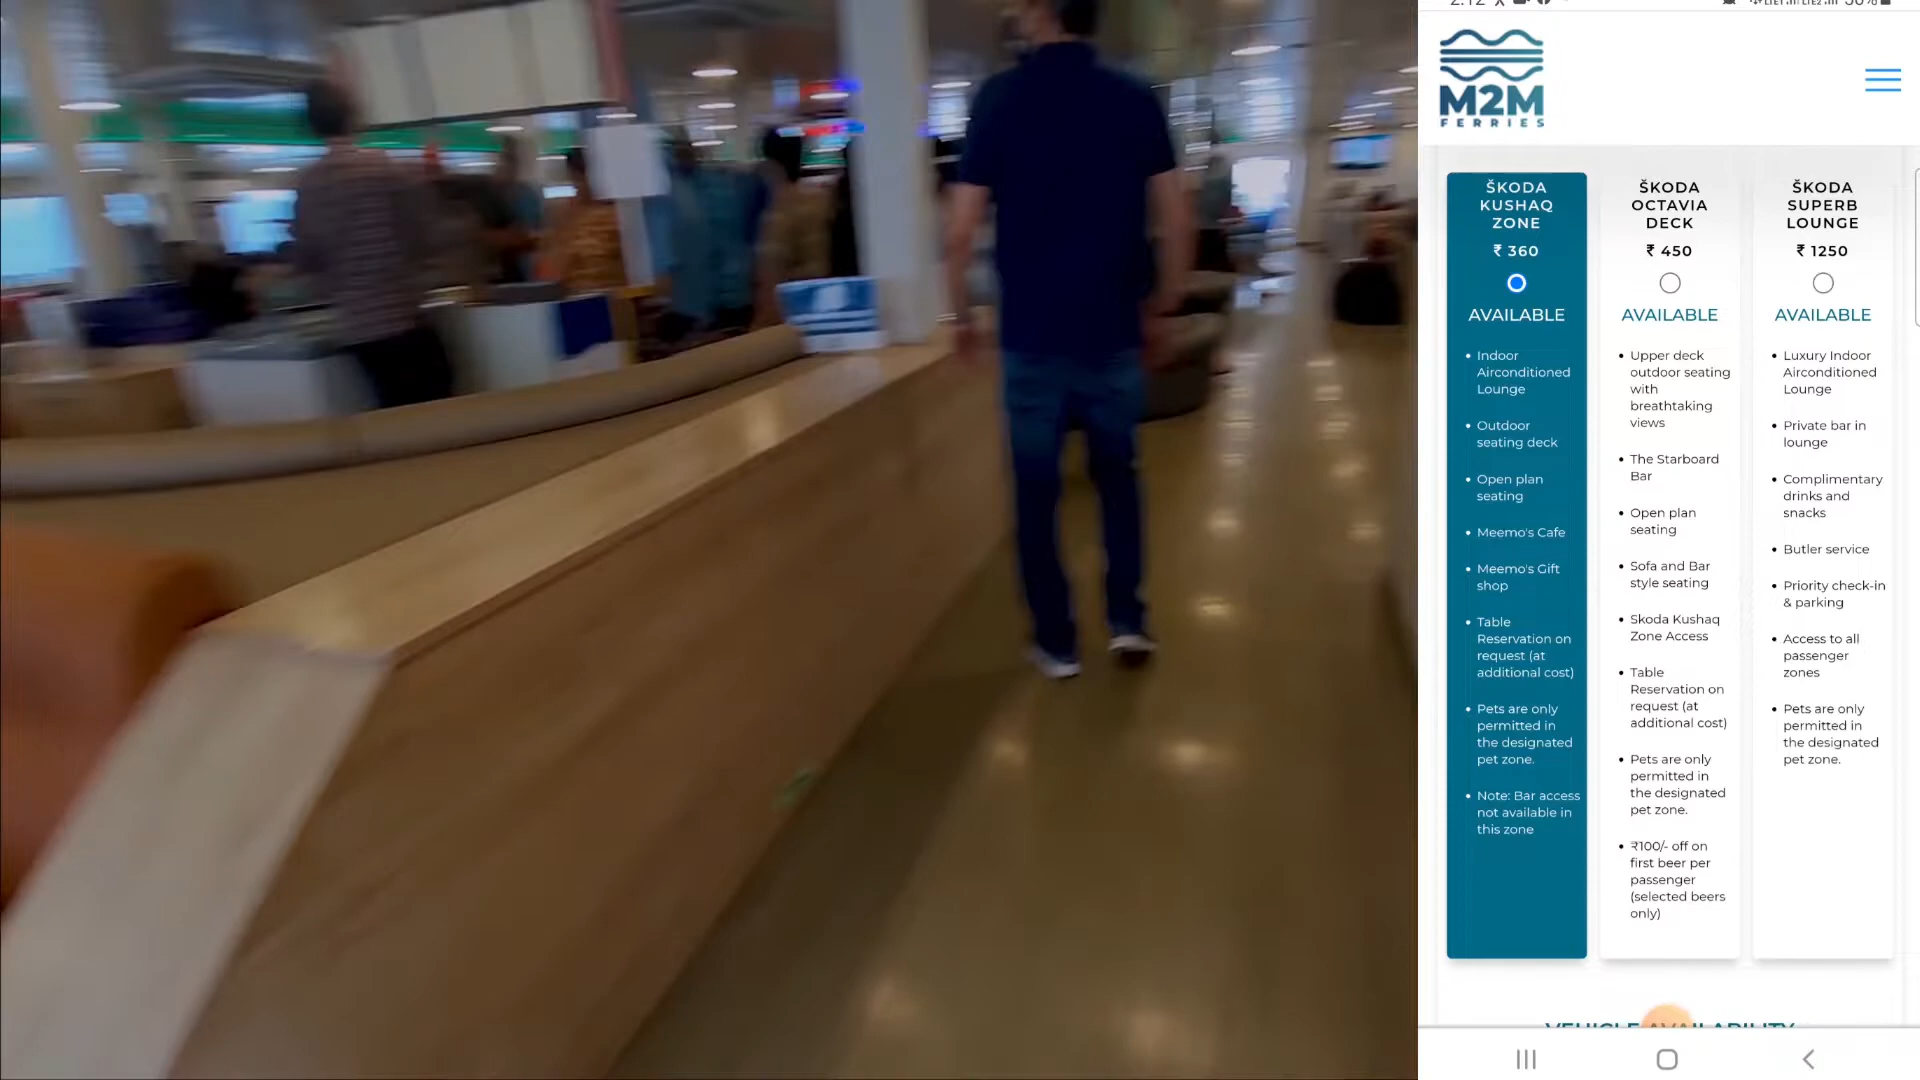 2:12
M2M
FERRIES
ŠKODA
KUSHAQ
ZONE
₹ 360
AVAILABLE
• Indoor
Airconditioned
Lounge
• Outdoor
seating deck
• Open plan
seating
• Meemo's Cafe
• Meemo's Gift
shop
• Table
Reservation on
request (at
additional cost)
• Pets are only
permitted in
the designated
pet zone.
• Note: Bar access
not available in
this zone
ŠKODA
OCTAVIA
DECK
₹ 450
AVAILABLE
• Upper deck
outdoor seating
with
breathtaking
views
• The Starboard
Bar
• Open plan
seating
• Sofa and Bar
style seating
• Skoda Kushaq
Zone Access
• Table
Reservation on
request (at
additional cost)
• Pets are only
permitted in
the designated
pet zone.
• ₹100/- off on
first beer per
passenger
(selected beers
only)
ŠKODA
SUPERB
LOUNGE
₹ 1250
AVAILABLE
• Luxury Indoor
Airconditioned
Lounge
• Private bar in
lounge
• Complimentary
drinks and
snacks
• Butler service
• Priority check-in
& parking
• Access to all
passenger
zones
• Pets are only
permitted in
the designated
pet zone.
VEHICLE AVAILABILITY